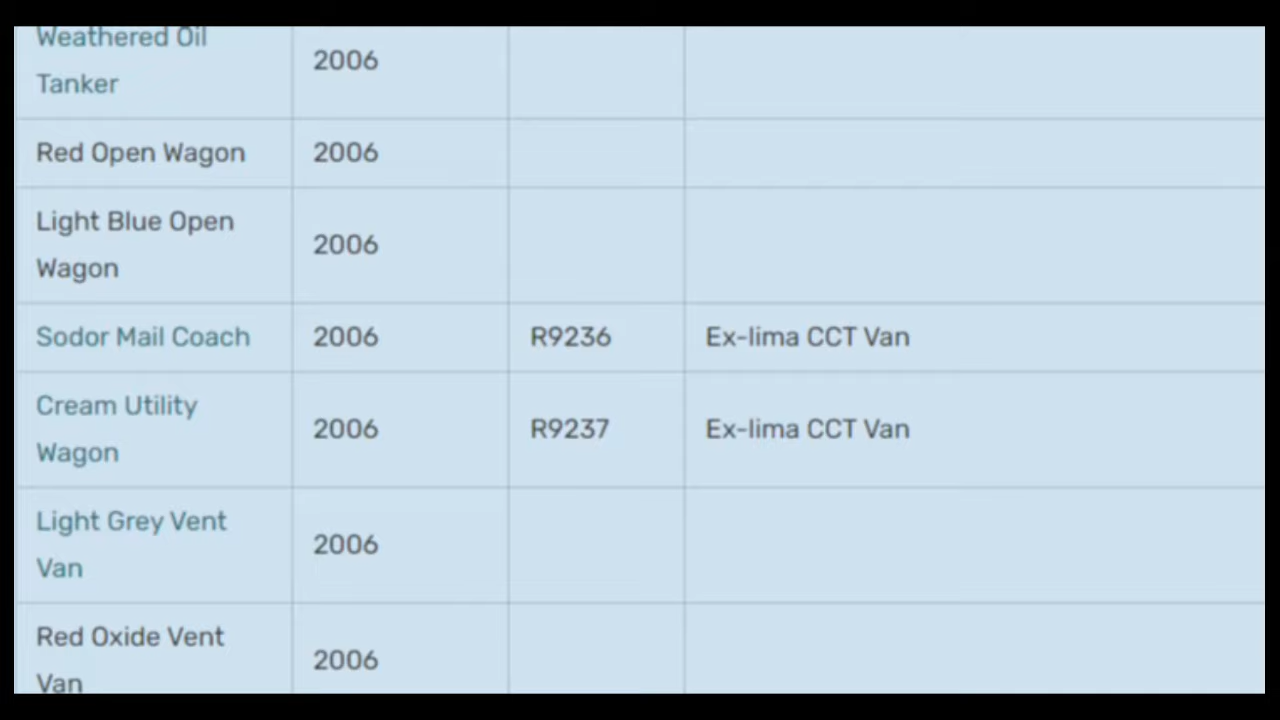 Weathered Oil
Tanker
2006
Red Open Wagon 2006
Light Blue Open
Wagon
2006
Sodor Mail Coach 2006 R9236 Ex-lima CCT Van
Cream Utility
Wagon
2006 R9237 Ex-lima CCT Van
Light Grey Vent
Van
2006
Red Oxide Vent
Van
2006